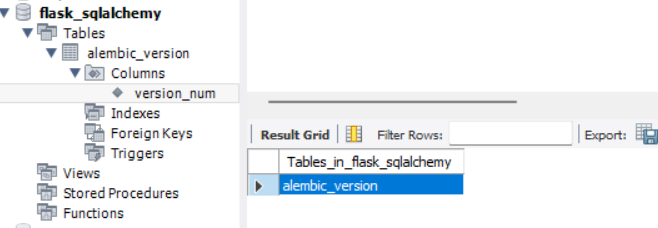 flask_sqlalchemy
Tables
alembic_version
Columns
version_num
Indexes
Foreign Keys
Triggers
Views
Stored Procedures
Functions
Result Grid Filter Rows: Export:
Tables_in_flask_sqlalchemy
alembic_version